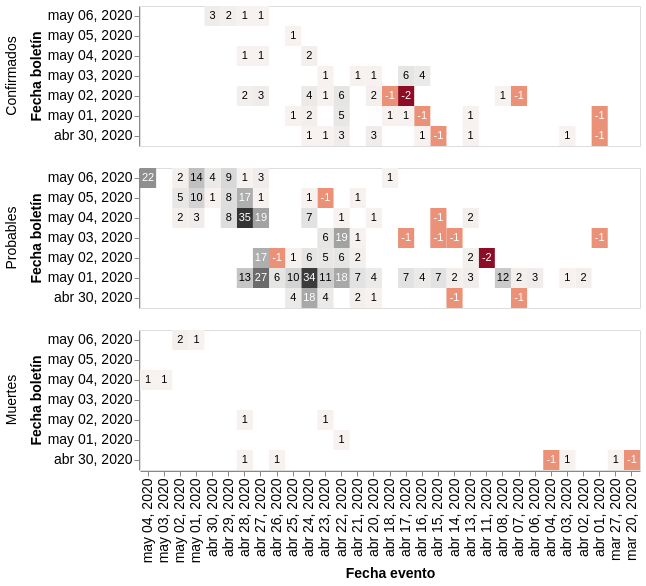 Confirmados
Fecha boletín
may 06, 2020 3 2 1 1
may 05, 2020 1
may 04, 2020 1 1 2
may 03, 2020 1 1 1 6 4
may 02, 2020 2 3 4 1 6 2 -1 -2 1 -1
may 01, 2020 1 2 5 1 1 -1 1 -1
abr 30, 2020 1 1 3 3 1 -1 1 1 -1
Probables
Fecha boletín
may 06, 2020 22 2 14 4 9 1 3 1
may 05, 2020 5 10 1 8 17 1 1 -1 1
may 04, 2020 2 3 8 35 19 7 1 1 -1 2
may 03, 2020 6 19 1 -1 -1 -1 -1
may 02, 2020 17 -1 1 6 5 6 2 2 -2
may 01, 2020 13 27 6 10 34 11 18 7 4 7 4 7 2 3 12 2 3 1 2
abr 30, 2020 4 18 4 2 1 -1 -1
Muertes
Fecha boletín
may 06, 2020 2 1
may 05, 2020
may 04, 2020 1 1
may 03, 2020
may 02, 2020 1 1
may 01, 2020 1
abr 30, 2020 1 1 -1 1 1 -1
may 04, 2020
may 03, 2020
may 02, 2020
may 01, 2020
abr 30, 2020
abr 29, 2020
abr 28, 2020
abr 27, 2020
abr 26, 2020
abr 25, 2020
abr 24, 2020
abr 23, 2020
abr 22, 2020
abr 21, 2020
abr 20, 2020
abr 18, 2020
abr 17, 2020
abr 16, 2020
abr 15, 2020
abr 14, 2020
abr 13, 2020
abr 11, 2020
abr 08, 2020
abr 07, 2020
abr 06, 2020
abr 04, 2020
abr 03, 2020
abr 02, 2020
abr 01, 2020
mar 27, 2020
mar 20, 2020
Fecha evento